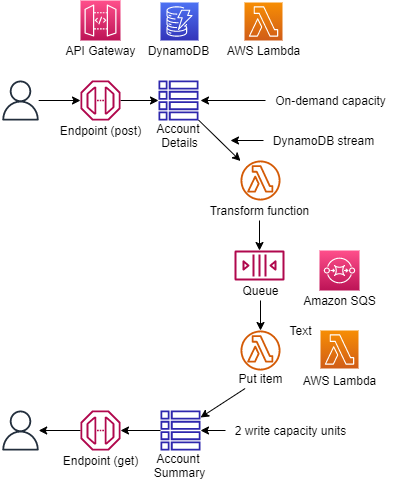 API Gateway
DynamoDB
AWS Lambda
Endpoint (post)
Account
Details
On-demand capacity
DynamoDB stream
Transform function
Queue
Amazon SQS
Text
Put item
AWS Lambda
Endpoint (get)
Account
Summary
2 write capacity units